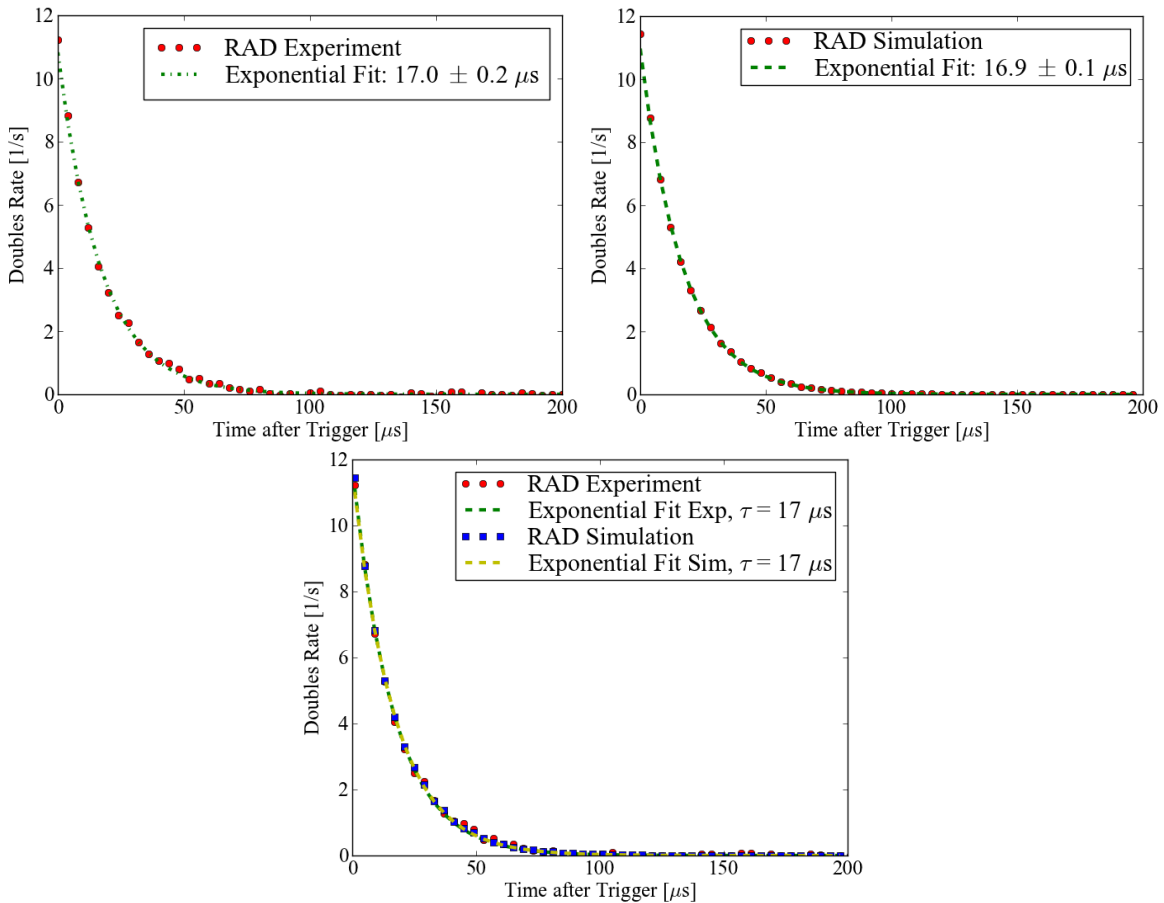 12
10
8
6
4
2
0
Doubles Rate [1/s]
RAD Experiment
Exponential Fit: 17.0 ± 0.2 μs
0 50 100 150 200
Time after Trigger [μs]
12
10
8
6
4
2
0
Doubles Rate [1/s]
RAD Simulation
Exponential Fit: 16.9 ± 0.1 μs
0 50 100 150 200
Time after Trigger [μs]
12
10
8
6
4
2
0
Doubles Rate [1/s]
RAD Experiment
Exponential Fit Exp, τ = 17 μs
RAD Simulation
Exponential Fit Sim, τ = 17 μs
0 50 100 150 200
Time after Trigger [μs]